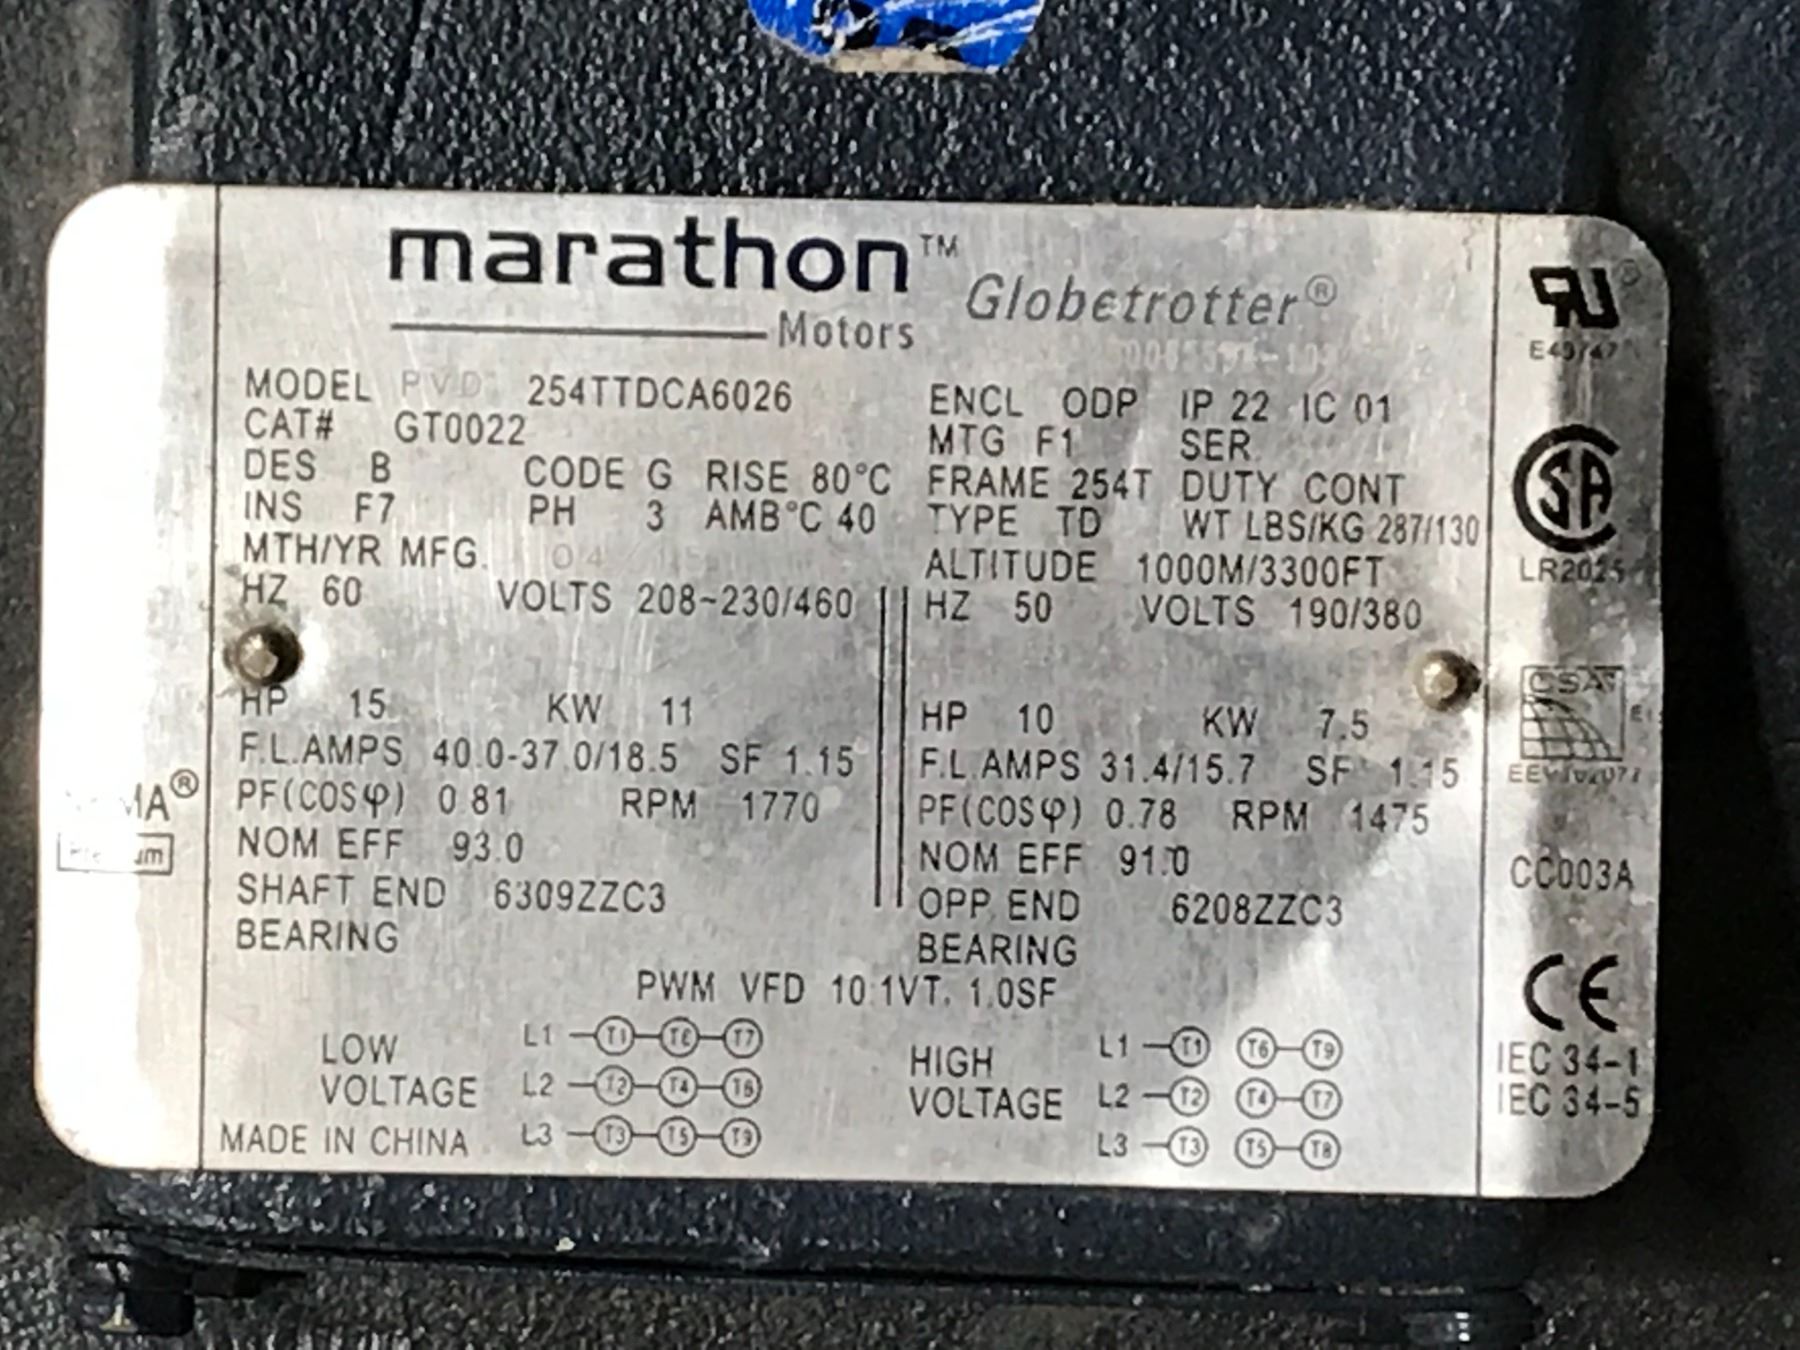 marathon™
Motors
Globetrotter®
MODEL PVD 254TTDCA6026
CAT# GT0022
DES B CODE G RISE 80°C
INS F7 PH 3 AMB°C 40
MTH/YR MFG. 04
HZ 60 VOLTS 208~230/460
HP 15 KW 11
F.L.AMPS 40.0-37.0/18.5 SF 1.15
PF(COSφ) 0.81 RPM 1770
NOM EFF 93.0
SHAFT END 6309ZZC3
BEARING
ENCL ODP IP 22 IC 01
MTG F1 SER.
FRAME 254T DUTY CONT
TYPE TD WT LBS/KG 287/130
ALTITUDE 1000M/3300FT
HZ 50 VOLTS 190/380
HP 10 KW 7.5
F.L.AMPS 31.4/15.7 SF 1.15
PF(COSφ) 0.78 RPM 1475
NOM EFF 91.0
OPP. END 6208ZZC3
BEARING
PWM VFD 10:1VT, 1.0SF
LOW
VOLTAGE
L1 T1 T6 T7
L2 T2 T4 T8
L3 T3 T5 T9
HIGH
VOLTAGE
L1 T1 T6 T9
L2 T2 T4 T7
L3 T3 T5 T8
MADE IN CHINA
LR2025
CSA
CC003A
CE
IEC 34-1
IEC 34-5